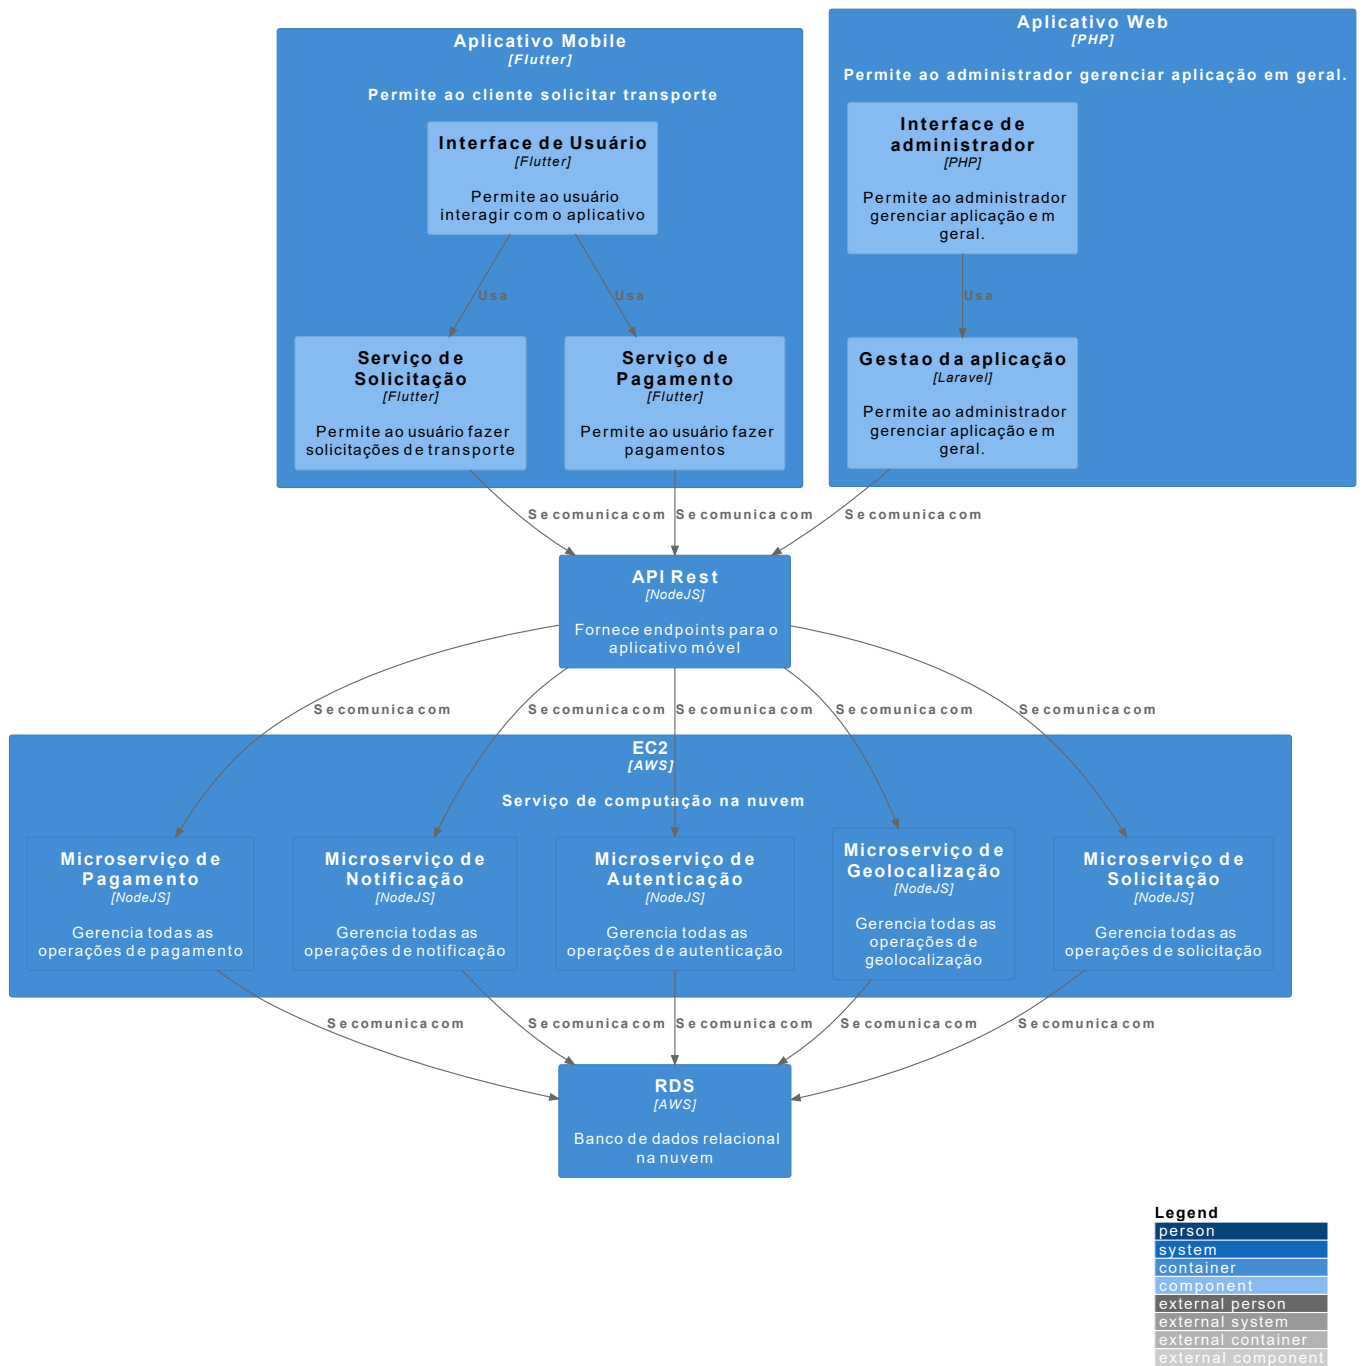 Aplicativo Mobile
[Flutter]
Permite ao cliente solicitar transporte
Interface de Usuário
[Flutter]
Permite ao usuário
interagir com o aplicativo
Usa
Usa
Serviço de
Solicitação
[Flutter]
Permite ao usuário fazer
solicitações de transporte
Serviço de
Pagamento
[Flutter]
Permite ao usuário fazer
pagamentos
Aplicativo Web
[PHP]
Permite ao administrador gerenciar aplicação em geral.
Interface de
administrador
[PHP]
Permite ao administrador
gerenciar aplicação em
geral.
Usa
Gestao da aplicação
[Laravel]
Permite ao administrador
gerenciar aplicação em
geral.
Se comunica com
Se comunica com
Se comunica com
API Rest
[NodeJS]
Fornece endpoints para o
aplicativo móvel
Se comunica com
Se comunica com
Se comunica com
Se comunica com
Se comunica com
EC2
[AWS]
Serviço de computação na nuvem
Microserviço de
Pagamento
[NodeJS]
Gerencia todas as
operações de pagamento
Microserviço de
Notificação
[NodeJS]
Gerencia todas as
operações de notificação
Microserviço de
Autenticação
[NodeJS]
Gerencia todas as
operações de autenticação
Microserviço de
Geolocalização
[NodeJS]
Gerencia todas as
operações de
geolocalização
Microserviço de
Solicitação
[NodeJS]
Gerencia todas as
operações de solicitação
Se comunica com
Se comunica com
Se comunica com
Se comunica com
Se comunica com
RDS
[AWS]
Banco de dados relacional
na nuvem
Legend
person
system
container
component
external person
external system
external container
external component